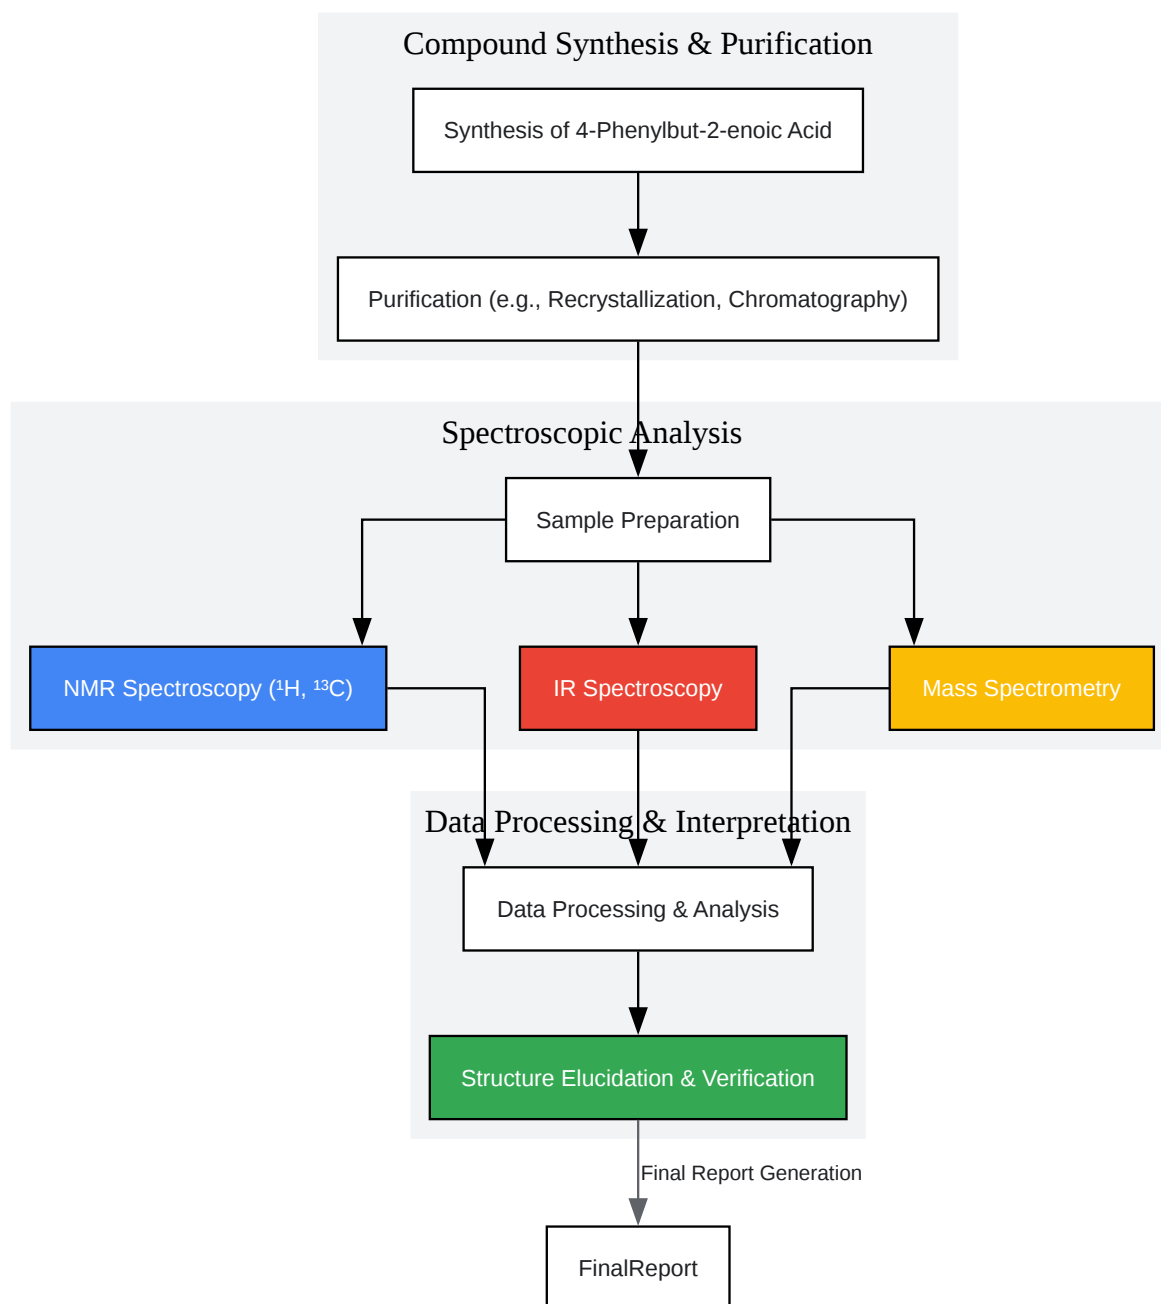 Compound Synthesis & Purification
Synthesis of 4-Phenylbut-2-enoic Acid
Purification (e.g., Recrystallization, Chromatography)
Spectroscopic Analysis
Sample Preparation
NMR Spectroscopy (¹H, ¹³C)
IR Spectroscopy
Mass Spectrometry
Data Processing & Interpretation
Data Processing & Analysis
Structure Elucidation & Verification
Final Report Generation
FinalReport